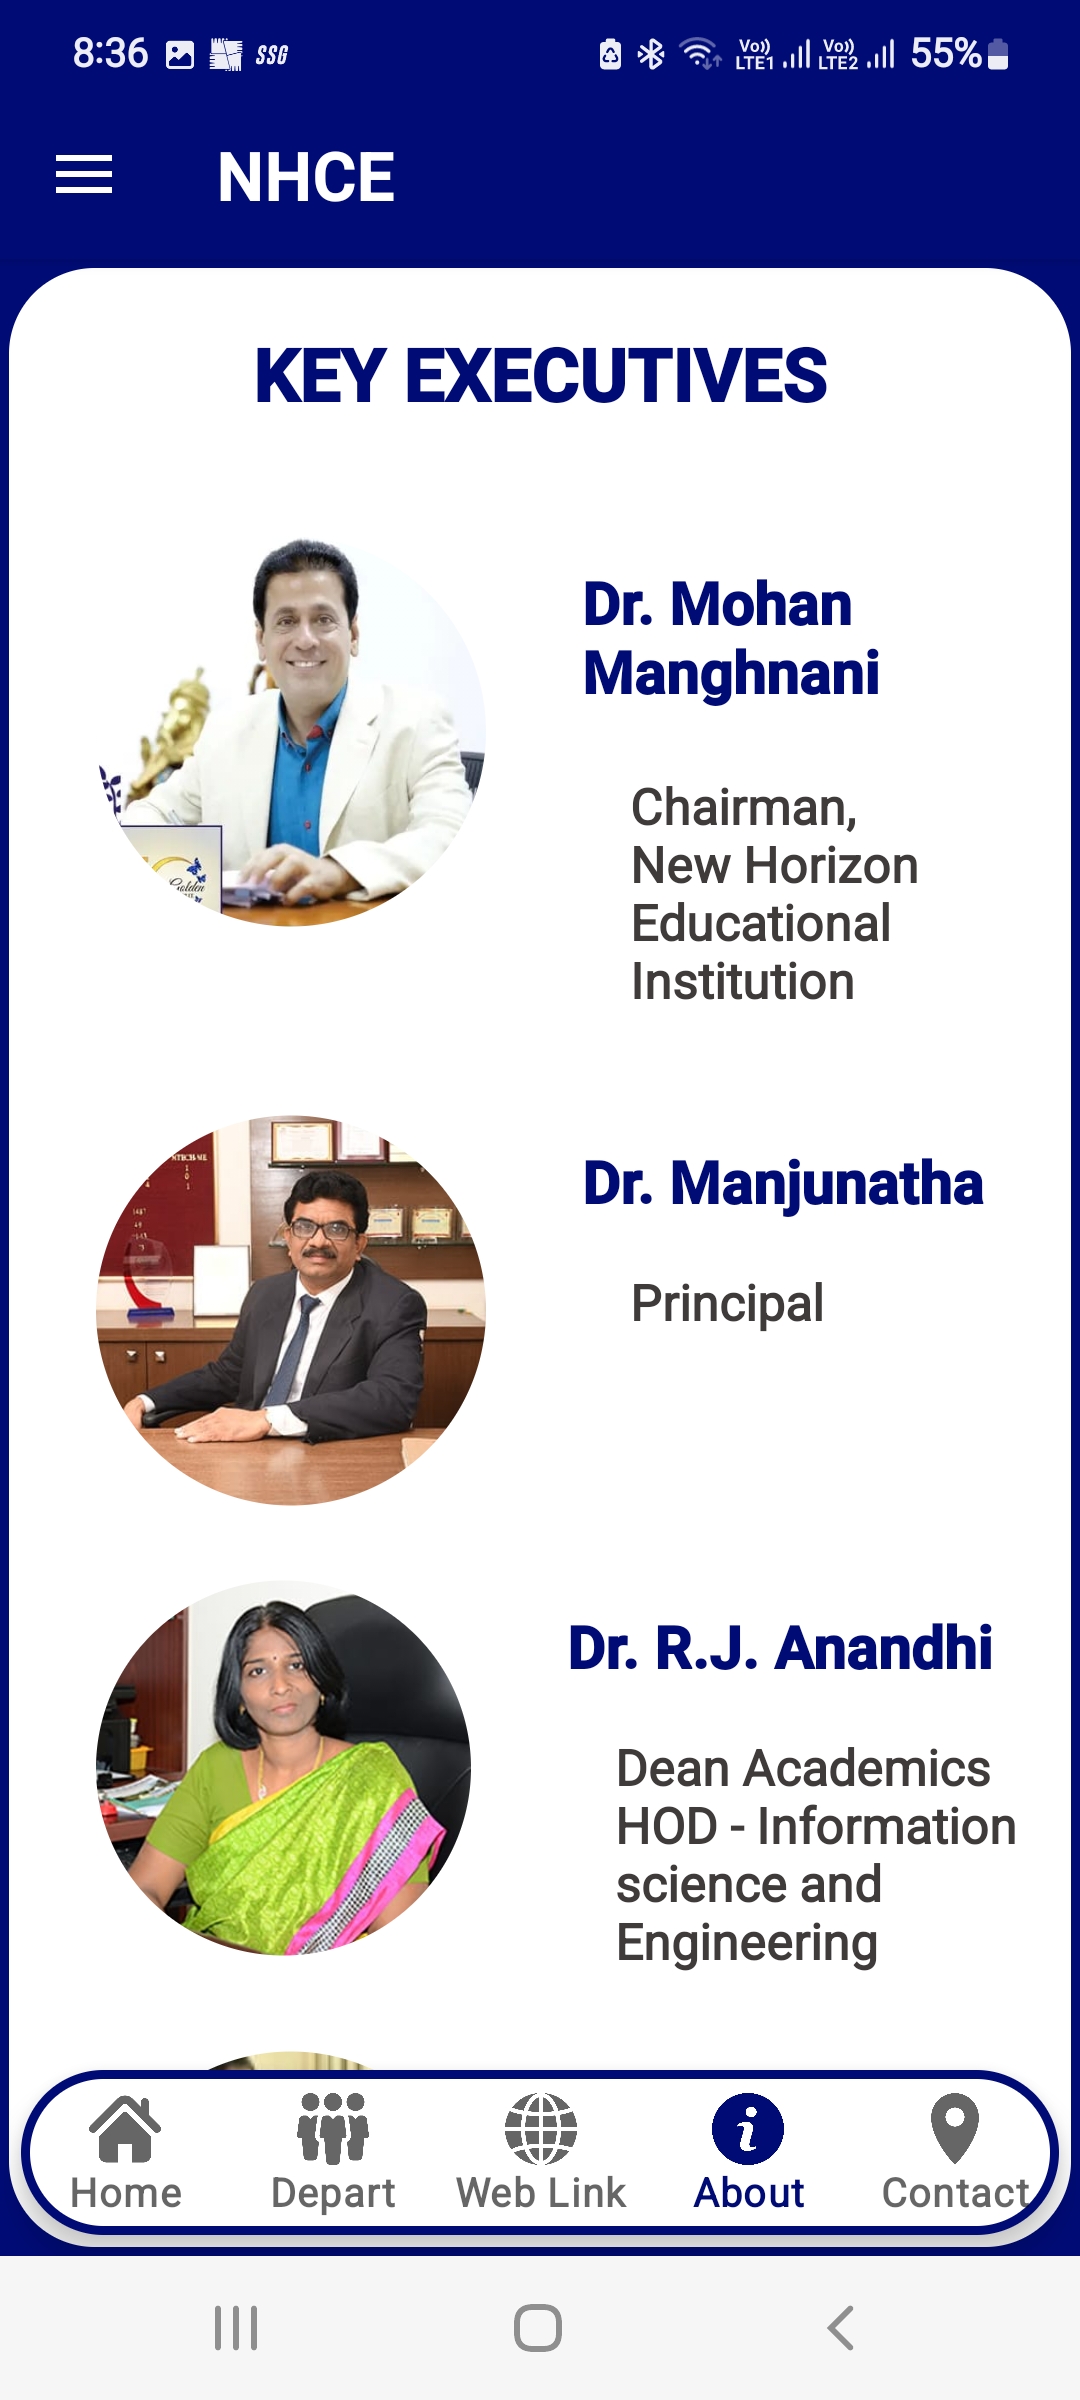 8:36 SSG Vo)) LTE1 Vo)) LTE2 55%
NHCE
KEY EXECUTIVES
Dr. Mohan
Manghnani
Chairman,
New Horizon
Educational
Institution
Golden
Dr. Manjunatha
Principal
Dr. R.J. Anandhi
Dean Academics
HOD - Information
science and
Engineering
Home Depart Web Link About Contact